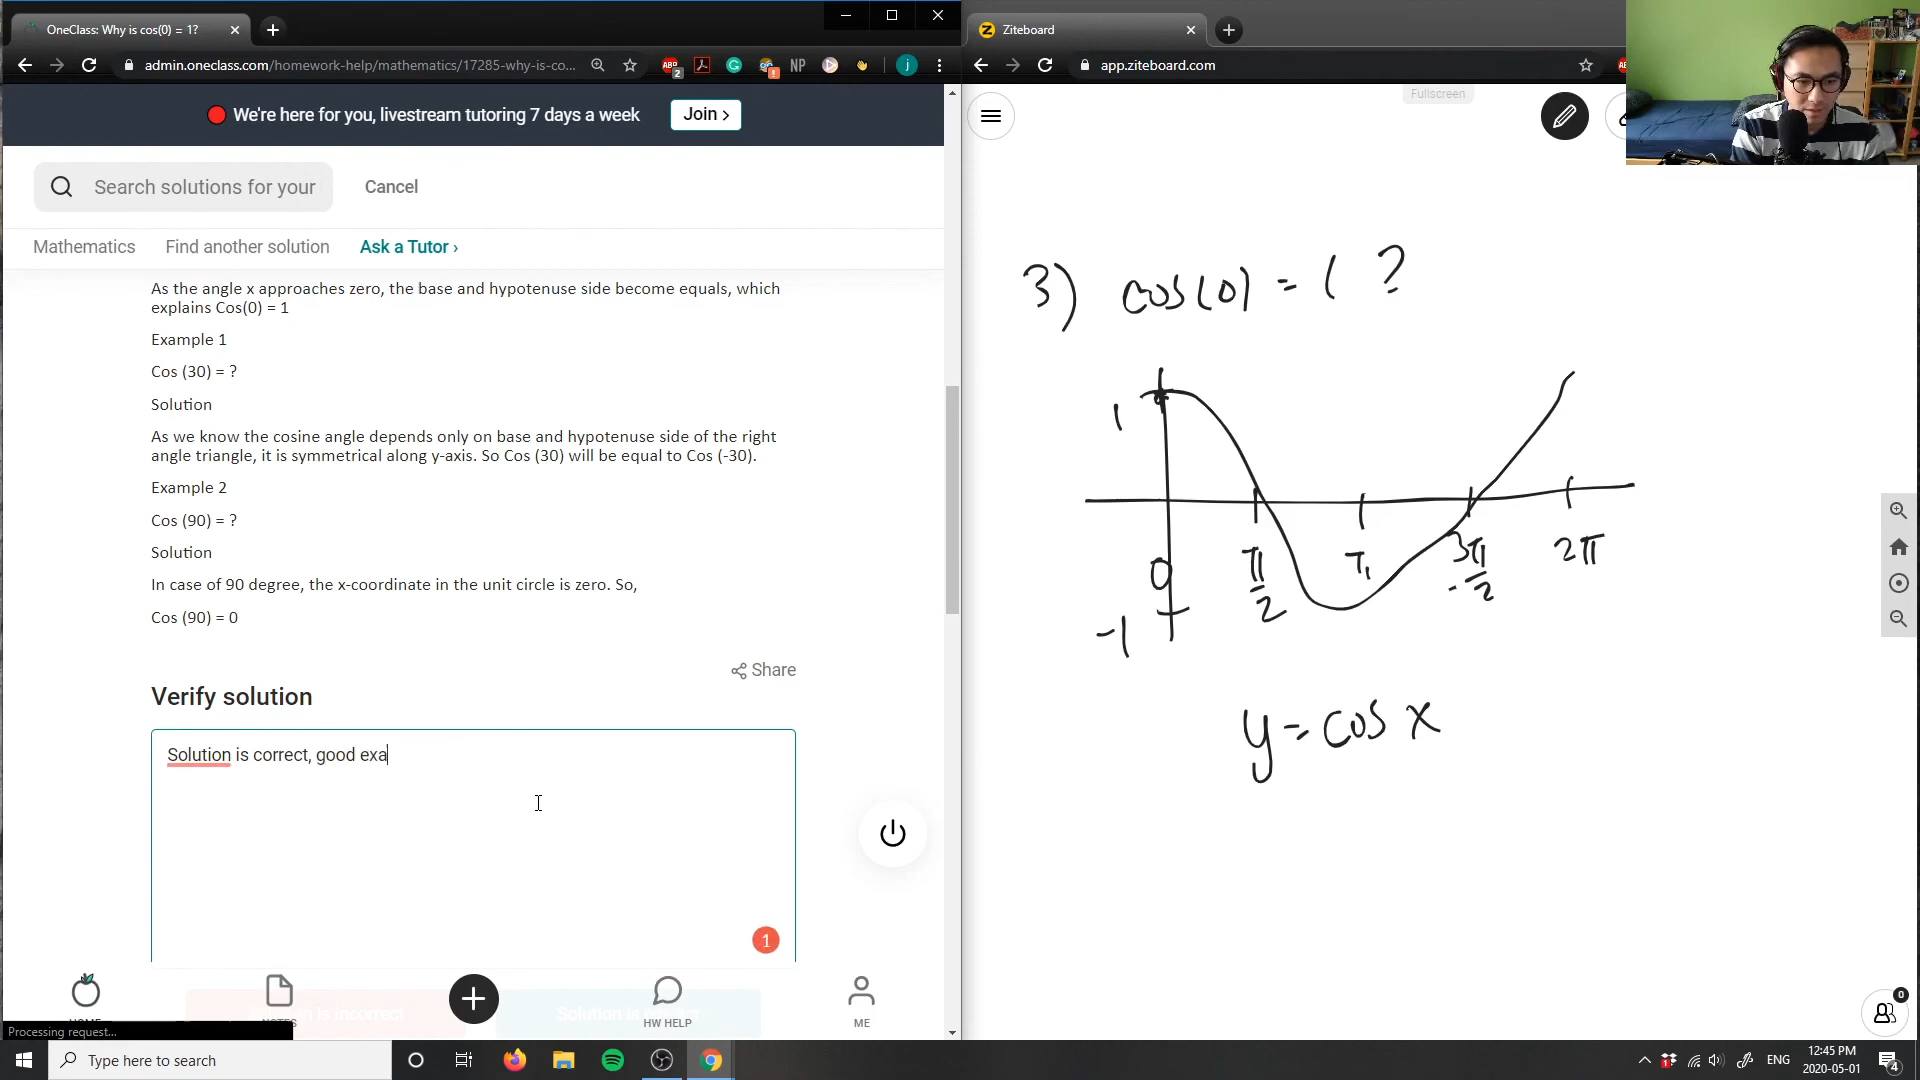 OneClass: Why is cos(0) = 1?
admin.oneclass.com/homework-help/mathematics/17285-why-is-co...
We're here for you, livestream tutoring 7 days a week
Join >
Search solutions for your
Cancel
Mathematics
Find another solution
Ask a Tutor ›
As the angle x approaches zero, the base and hypotenuse side become equals, which
explains Cos(0) = 1
Example 1
Cos (30) = ?
Solution
As we know the cosine angle depends only on base and hypotenuse side of the right
angle triangle, it is symmetrical along y-axis. So Cos (30) will be equal to Cos (-30).
Example 2
Cos (90) = ?
Solution
In case of 90 degree, the x-coordinate in the unit circle is zero. So,
Cos (90) = 0
Share
Verify solution
Solution is correct, good exa
1
HW HELP
ME
Processing request...
Ziteboard
app.ziteboard.com
Fullscreen
3) cos(0) = 1 ?
1
0
π/2
π
3π/2
2π
-1
y = cos x
0
Type here to search
ENG
12:45 PM
2020-05-01
4